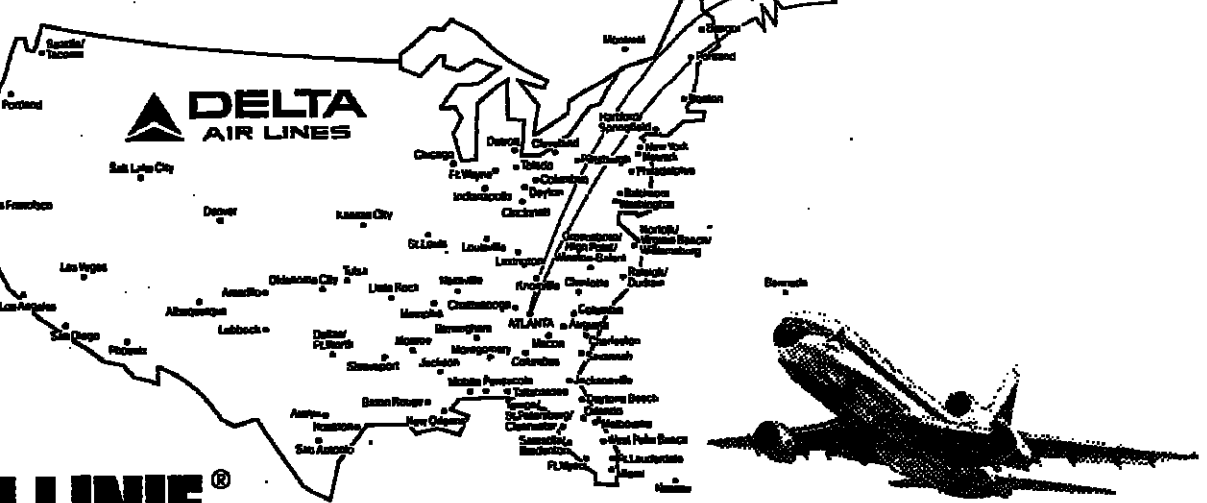 Montreal
Bangor
Seattle/
Tacoma
Portland
Portland
DELTA
AIR LINES
Boston
Hartford/
Springfield
Detroit
Cleveland
New York
Newark
Chicago
Pittsburgh
Salt Lake City
Toledo
Ft. Wayne
Philadelphia
Columbus
Indianapolis
Dayton
Baltimore
Washington
Francisco
Denver
Kansas City
Cincinnati
St. Louis
Louisville
Greensboro/
High Point/
Winston-Salem
Norfolk/
Virginia Beach/
Williamsburg
Lexington
Las Vegas
Tulsa
Oklahoma City
Raleigh/
Durham
Knoxville
Charlotte
Bermuda
Amarillo
Little Rock
Nashville
Los Angeles
Albuquerque
Memphis
Chattanooga
Columbia
ATLANTA
Augusta
Lubbock
Birmingham
San Diego
Dallas/
Ft. Worth
Monroe
Macon
Charleston
Phoenix
Montgomery
Savannah
Shreveport
Jackson
Columbus
Mobile
Pensacola
Jacksonville
Tallahassee
Daytona Beach
Baton Rouge
Tampa/
St. Petersburg/
Clearwater
Orlando
Austin
New Orleans
Melbourne
Houston
Sarasota/
Bradenton
West Palm Beach
San Antonio
Ft. Myers
Ft. Lauderdale
Miami
Nassau